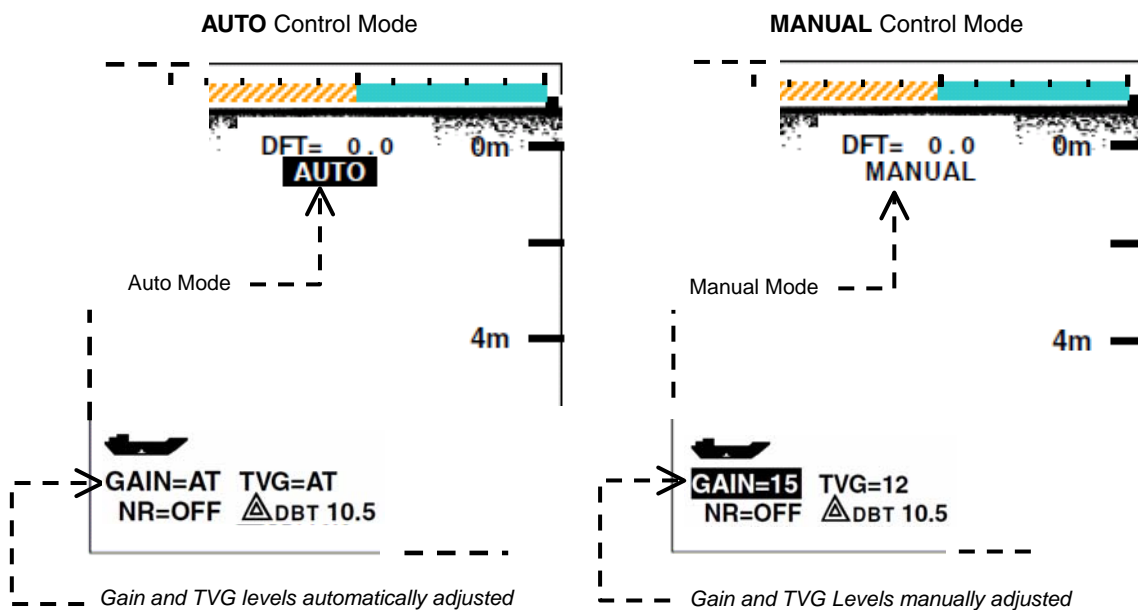 AUTO Control Mode
DFT= 0.0
0m
AUTO
Auto Mode
4m
GAIN=AT TVG=AT
NR=OFF DBT 10.5
Gain and TVG levels automatically adjusted
MANUAL Control Mode
DFT= 0.0
0m
MANUAL
Manual Mode
4m
GAIN=15 TVG=12
NR=OFF DBT 10.5
Gain and TVG Levels manually adjusted